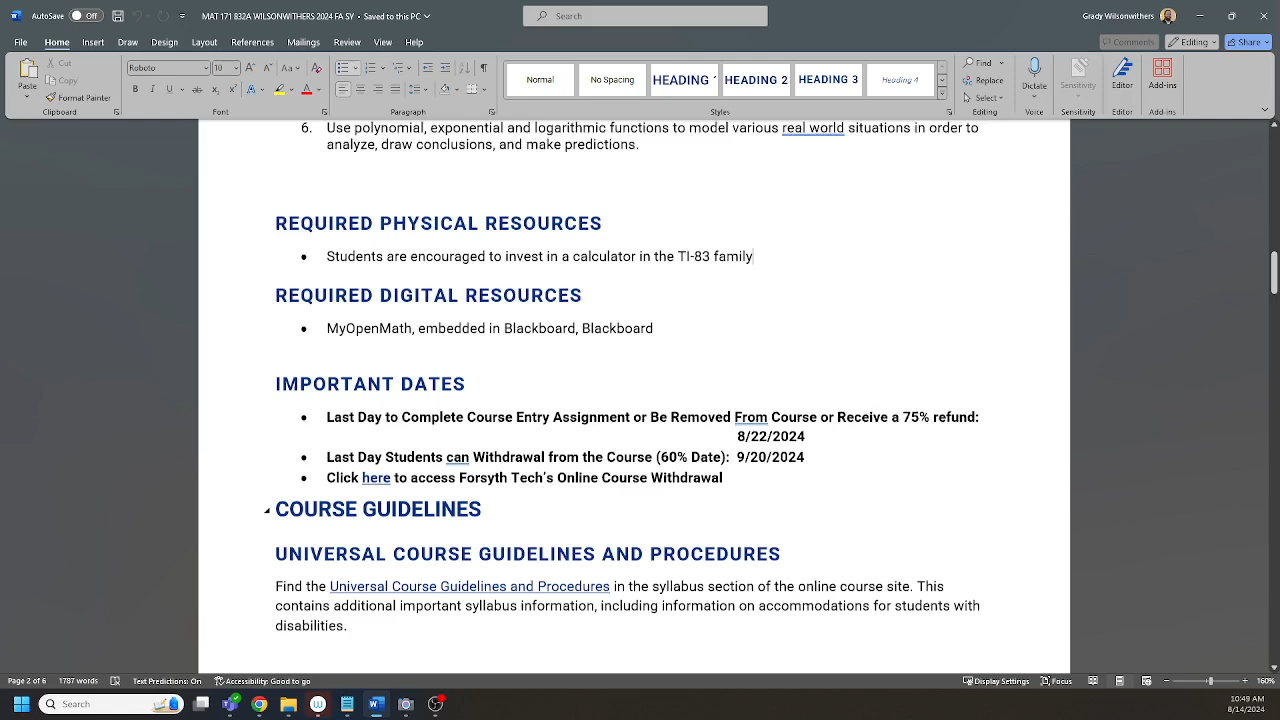 AutoSave Off MAT 171 832A WILSONWITHERS 2024 FA SY • Saved to this PC Search Grady Wilsonwithers
File Home Insert Draw Design Layout References Mailings Review View Help Comments Editing Share
Paste Cut Copy Format Painter
Clipboard
Roboto 10
Font
Paragraph
Normal No Spacing HEADING 1 HEADING 2 HEADING 3 Heading 4
Styles
Find Replace Select
Editing
Dictate
Voice
Sensitivity
Sensitivity
Editor
Editor
Add-ins
Add-ins
6. Use polynomial, exponential and logarithmic functions to model various real world situations in order to
analyze, draw conclusions, and make predictions.
REQUIRED PHYSICAL RESOURCES
• Students are encouraged to invest in a calculator in the TI-83 family
REQUIRED DIGITAL RESOURCES
• MyOpenMath, embedded in Blackboard, Blackboard
IMPORTANT DATES
• Last Day to Complete Course Entry Assignment or Be Removed From Course or Receive a 75% refund:
8/22/2024
• Last Day Students can Withdrawal from the Course (60% Date): 9/20/2024
• Click here to access Forsyth Tech’s Online Course Withdrawal
COURSE GUIDELINES
UNIVERSAL COURSE GUIDELINES AND PROCEDURES
Find the Universal Course Guidelines and Procedures in the syllabus section of the online course site. This
contains additional important syllabus information, including information on accommodations for students with
disabilities.
Page 2 of 6 1787 words Text Predictions: On Accessibility: Good to go Display Settings Focus 160%
Search 10:49 AM
8/14/2024